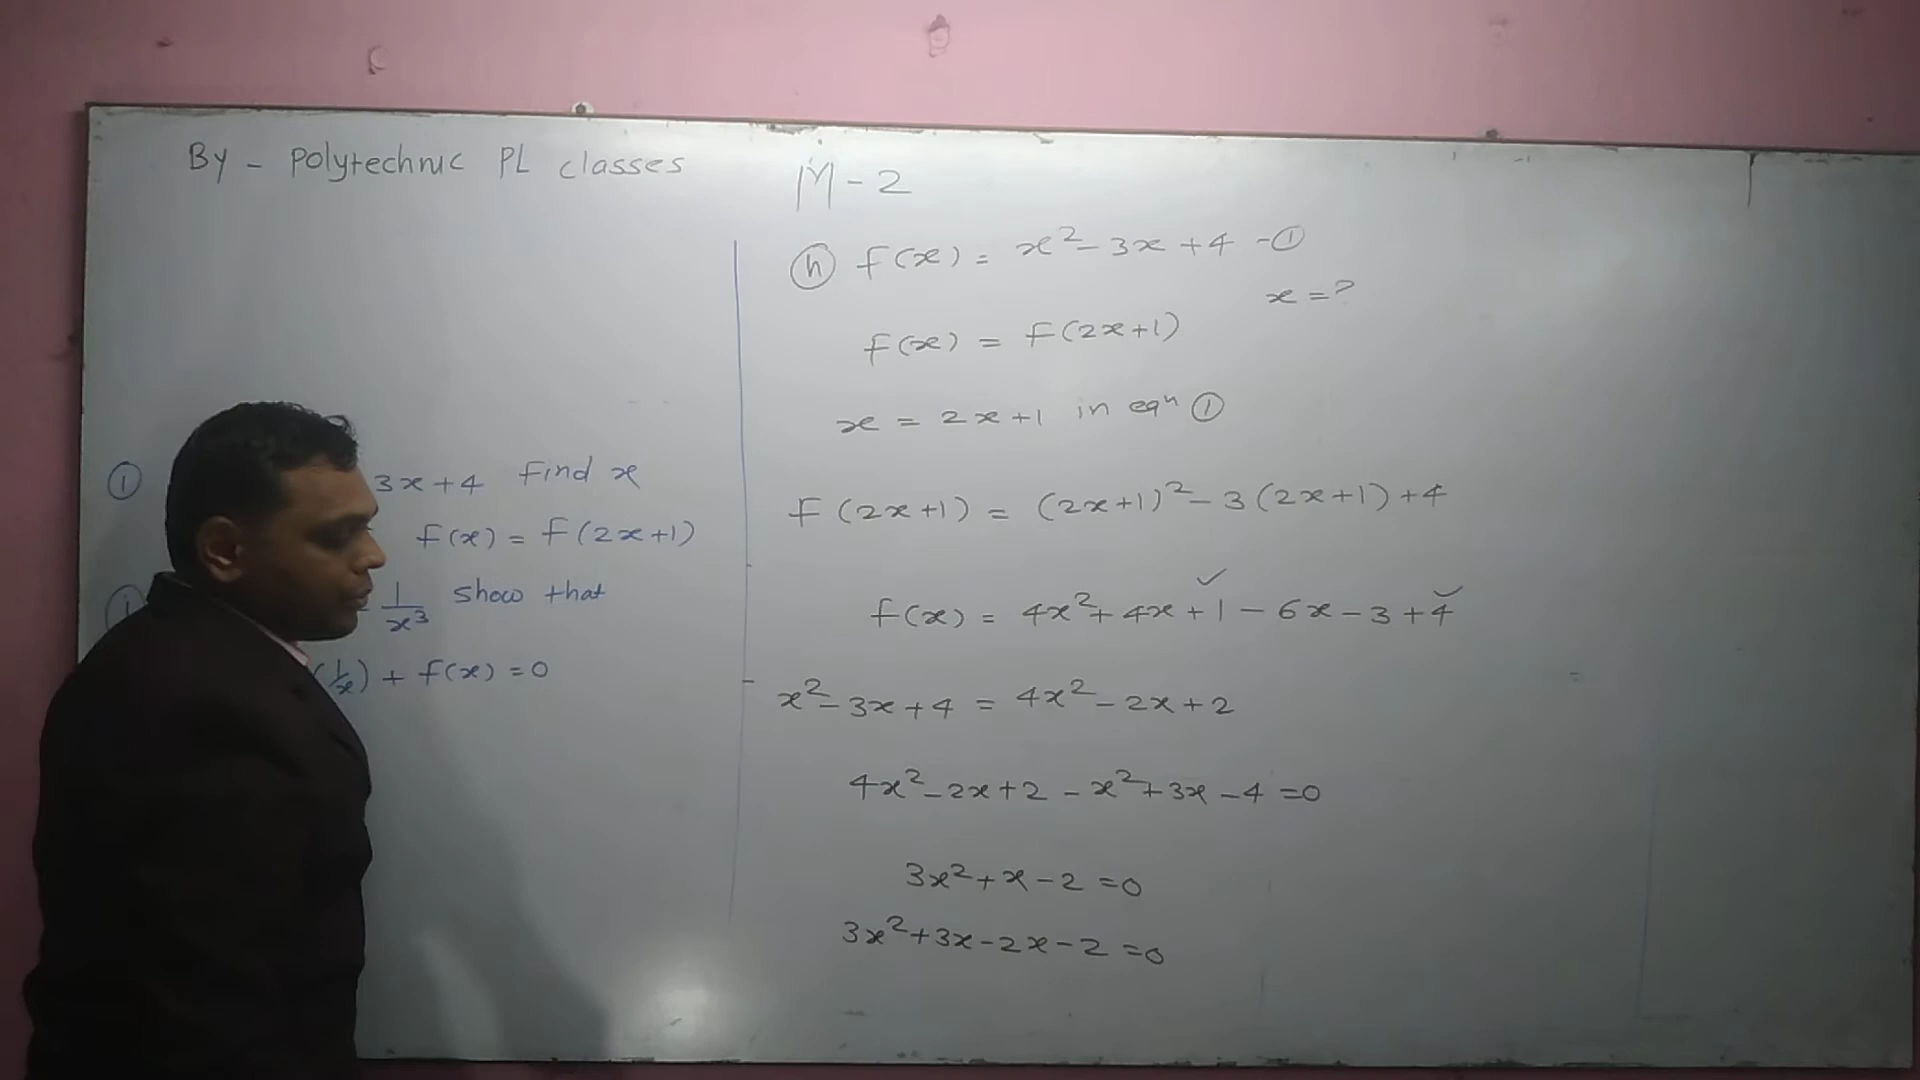 By - Polytechnic PL classes
M-2
① 3x+4 Find x
f(x) = f(2x+1)
1/x³ show that
(1/x) + f(x) = 0
(h) f(x) = x² - 3x + 4 - ①
x = ?
f(x) = f(2x+1)
x = 2x+1 in eqⁿ ①
F(2x+1) = (2x+1)² - 3(2x+1) + 4
f(x) = 4x² + 4x + 1 - 6x - 3 + 4
x² - 3x + 4 = 4x² - 2x + 2
4x² - 2x + 2 - x² + 3x - 4 = 0
3x² + x - 2 = 0
3x² + 3x - 2x - 2 = 0